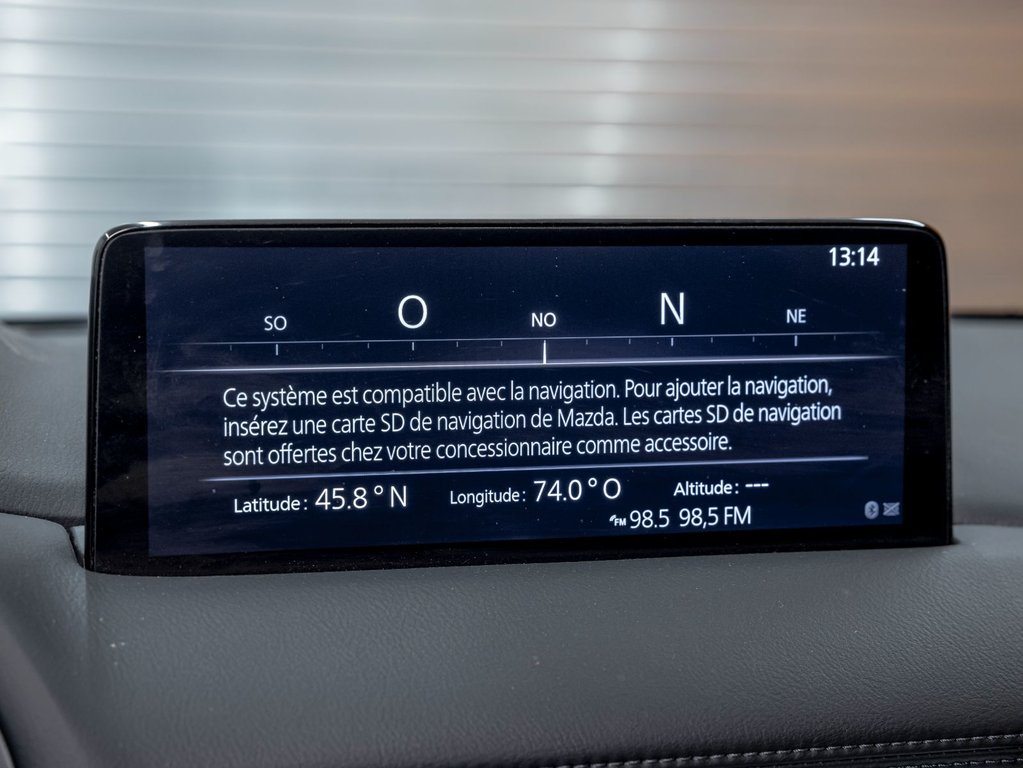 13:14
SO O NO N NE
Ce système est compatible avec la navigation. Pour ajouter la navigation,
insérez une carte SD de navigation de Mazda. Les cartes SD de navigation
sont offertes chez votre concessionnaire comme accessoire.
Latitude : 45.8 ° N Longitude : 74.0 ° O Altitude : ---
FM 98.5 98,5 FM